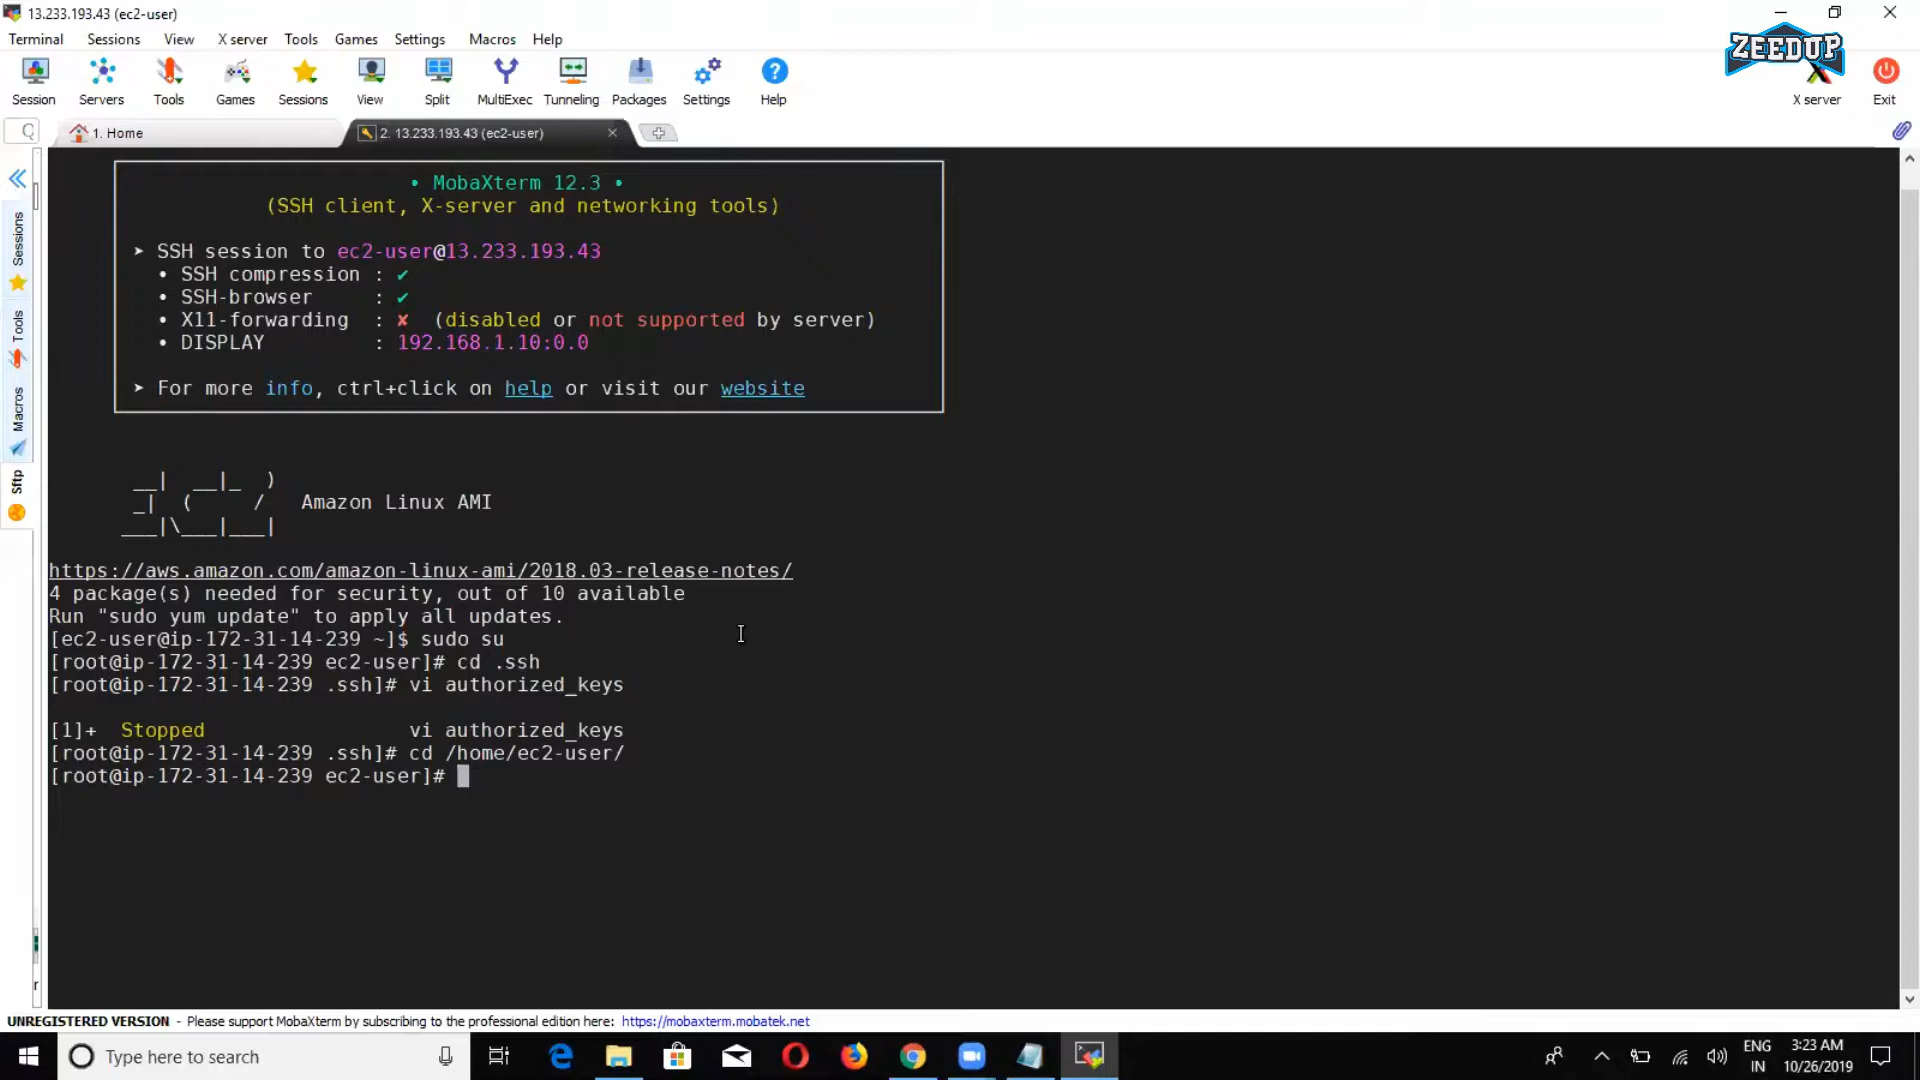 13.233.193.43 (ec2-user)
Terminal Sessions View X server Tools Games Settings Macros Help
ZEEDUP
Session Servers Tools Games Sessions View Split MultiExec Tunneling Packages Settings Help X server Exit
1. Home
2. 13.233.193.43 (ec2-user)
Sessions
Tools
Macros
Sftp
• MobaXterm 12.3 •
(SSH client, X-server and networking tools)
➤ SSH session to ec2-user@13.233.193.43
• SSH compression : ✔
• SSH-browser : ✔
• X11-forwarding : ✘ (disabled or not supported by server)
• DISPLAY : 192.168.1.10:0.0
➤ For more info, ctrl+click on help or visit our website
__|  __|_  )
_|  (     /   Amazon Linux AMI
___|\___|___|
https://aws.amazon.com/amazon-linux-ami/2018.03-release-notes/
4 package(s) needed for security, out of 10 available
Run "sudo yum update" to apply all updates.
[ec2-user@ip-172-31-14-239 ~]$ sudo su
[root@ip-172-31-14-239 ec2-user]# cd .ssh
[root@ip-172-31-14-239 .ssh]# vi authorized_keys
[1]+  Stopped                 vi authorized_keys
[root@ip-172-31-14-239 .ssh]# cd /home/ec2-user/
[root@ip-172-31-14-239 ec2-user]#
UNREGISTERED VERSION - Please support MobaXterm by subscribing to the professional edition here: https://mobaxterm.mobatek.net
Type here to search
ENG
IN
3:23 AM
10/26/2019